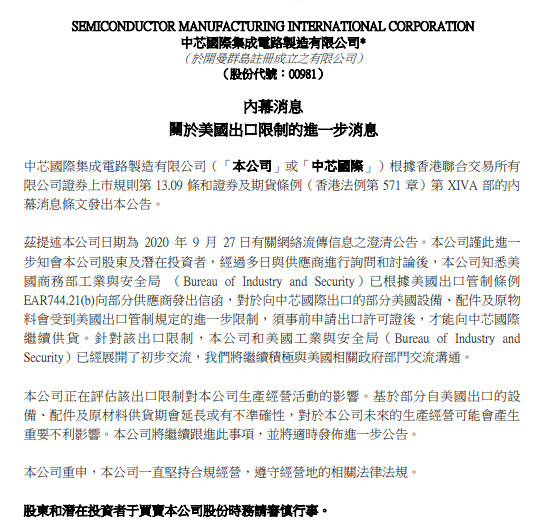 SEMICONDUCTOR MANUFACTURING INTERNATIONAL CORPORATION
中芯國際集成電路製造有限公司*
（於開曼群島註冊成立之有限公司）
（股份代號：00981）
內幕消息
關於美國出口限制的進一步消息
中芯國際集成電路製造有限公司（「本公司」或「中芯國際」）根據香港聯合交易所有
限公司證券上市規則第 13.09 條和證券及期貨條例（香港法例第 571 章）第 XIVA 部的內
幕消息條文發出本公告。
茲提述本公司日期為 2020 年 9 月 27 日有關網絡流傳信息之澄清公告。本公司謹此進一
步知會本公司股東及潛在投資者，經過多日與供應商進行詢問和討論後，本公司知悉美
國商務部工業與安全局 （Bureau of Industry and Security）已根據美國出口管制條例
EAR744.21(b)向部分供應商發出信函，對於向中芯國際出口的部分美國設備、配件及原物
料會受到美國出口管制規定的進一步限制，須事前申請出口許可證後，才能向中芯國際
繼續供貨。針對該出口限制，本公司和美國工業與安全局（Bureau of Industry and
Security）已經展開了初步交流，我們將繼續積極與美國相關政府部門交流溝通。
本公司正在評估該出口限制對本公司生產經營活動的影響。基於部分自美國出口的設
備、配件及原材料供貨期會延長或有不準確性，對於本公司未來的生產經營可能會產生
重要不利影響。本公司將繼續跟進此事項，並將適時發佈進一步公告。
本公司重申，本公司一直堅持合規經營，遵守經營地的相關法律法規。
股東和潛在投資者于買賣本公司股份時務請審慎行事。